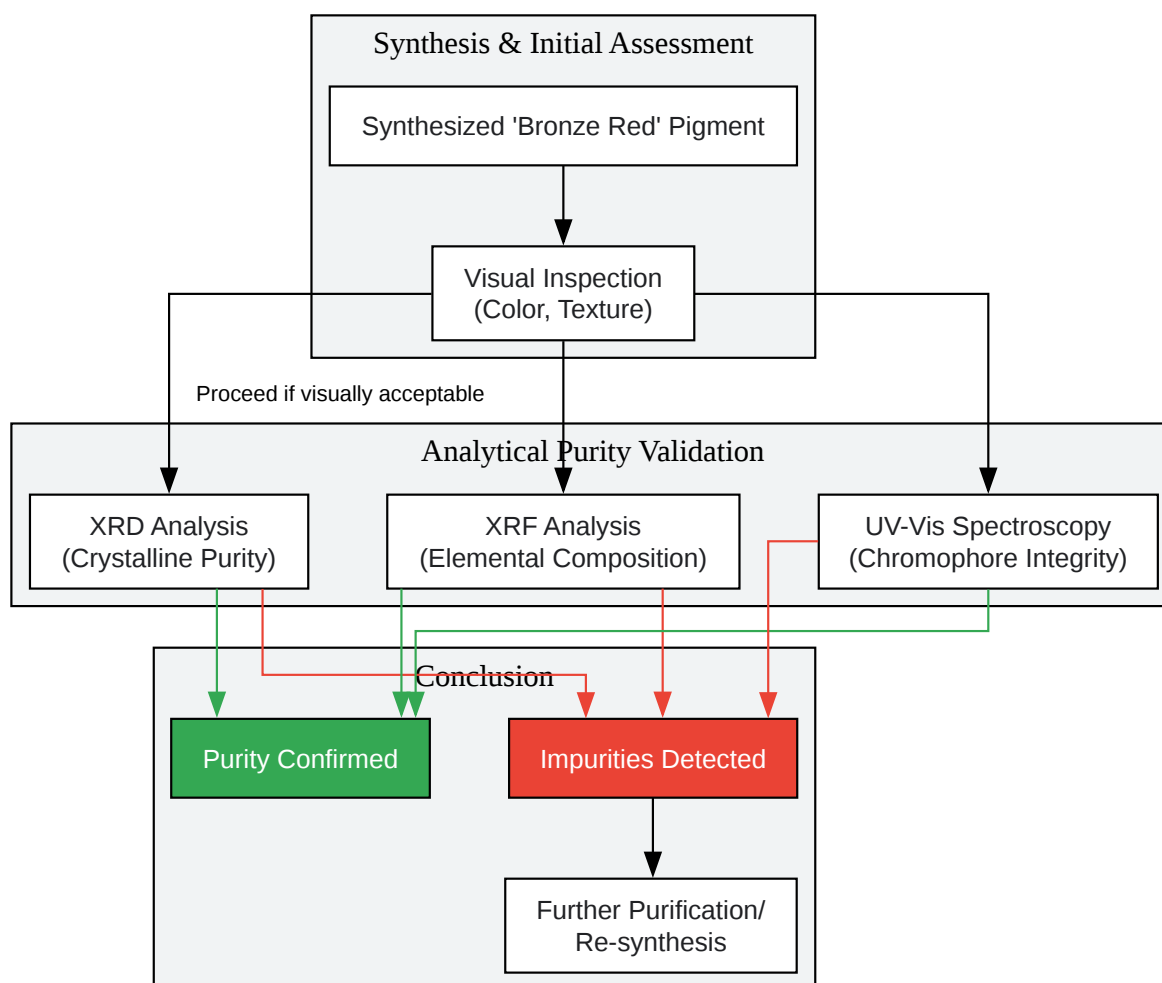 Synthesis & Initial Assessment
Synthesized 'Bronze Red' Pigment
Visual Inspection
(Color, Texture)
Proceed if visually acceptable
Analytical Purity Validation
XRD Analysis
(Crystalline Purity)
XRF Analysis
(Elemental Composition)
UV-Vis Spectroscopy
(Chromophore Integrity)
Conclusion
Purity Confirmed
Impurities Detected
Further Purification/
Re-synthesis